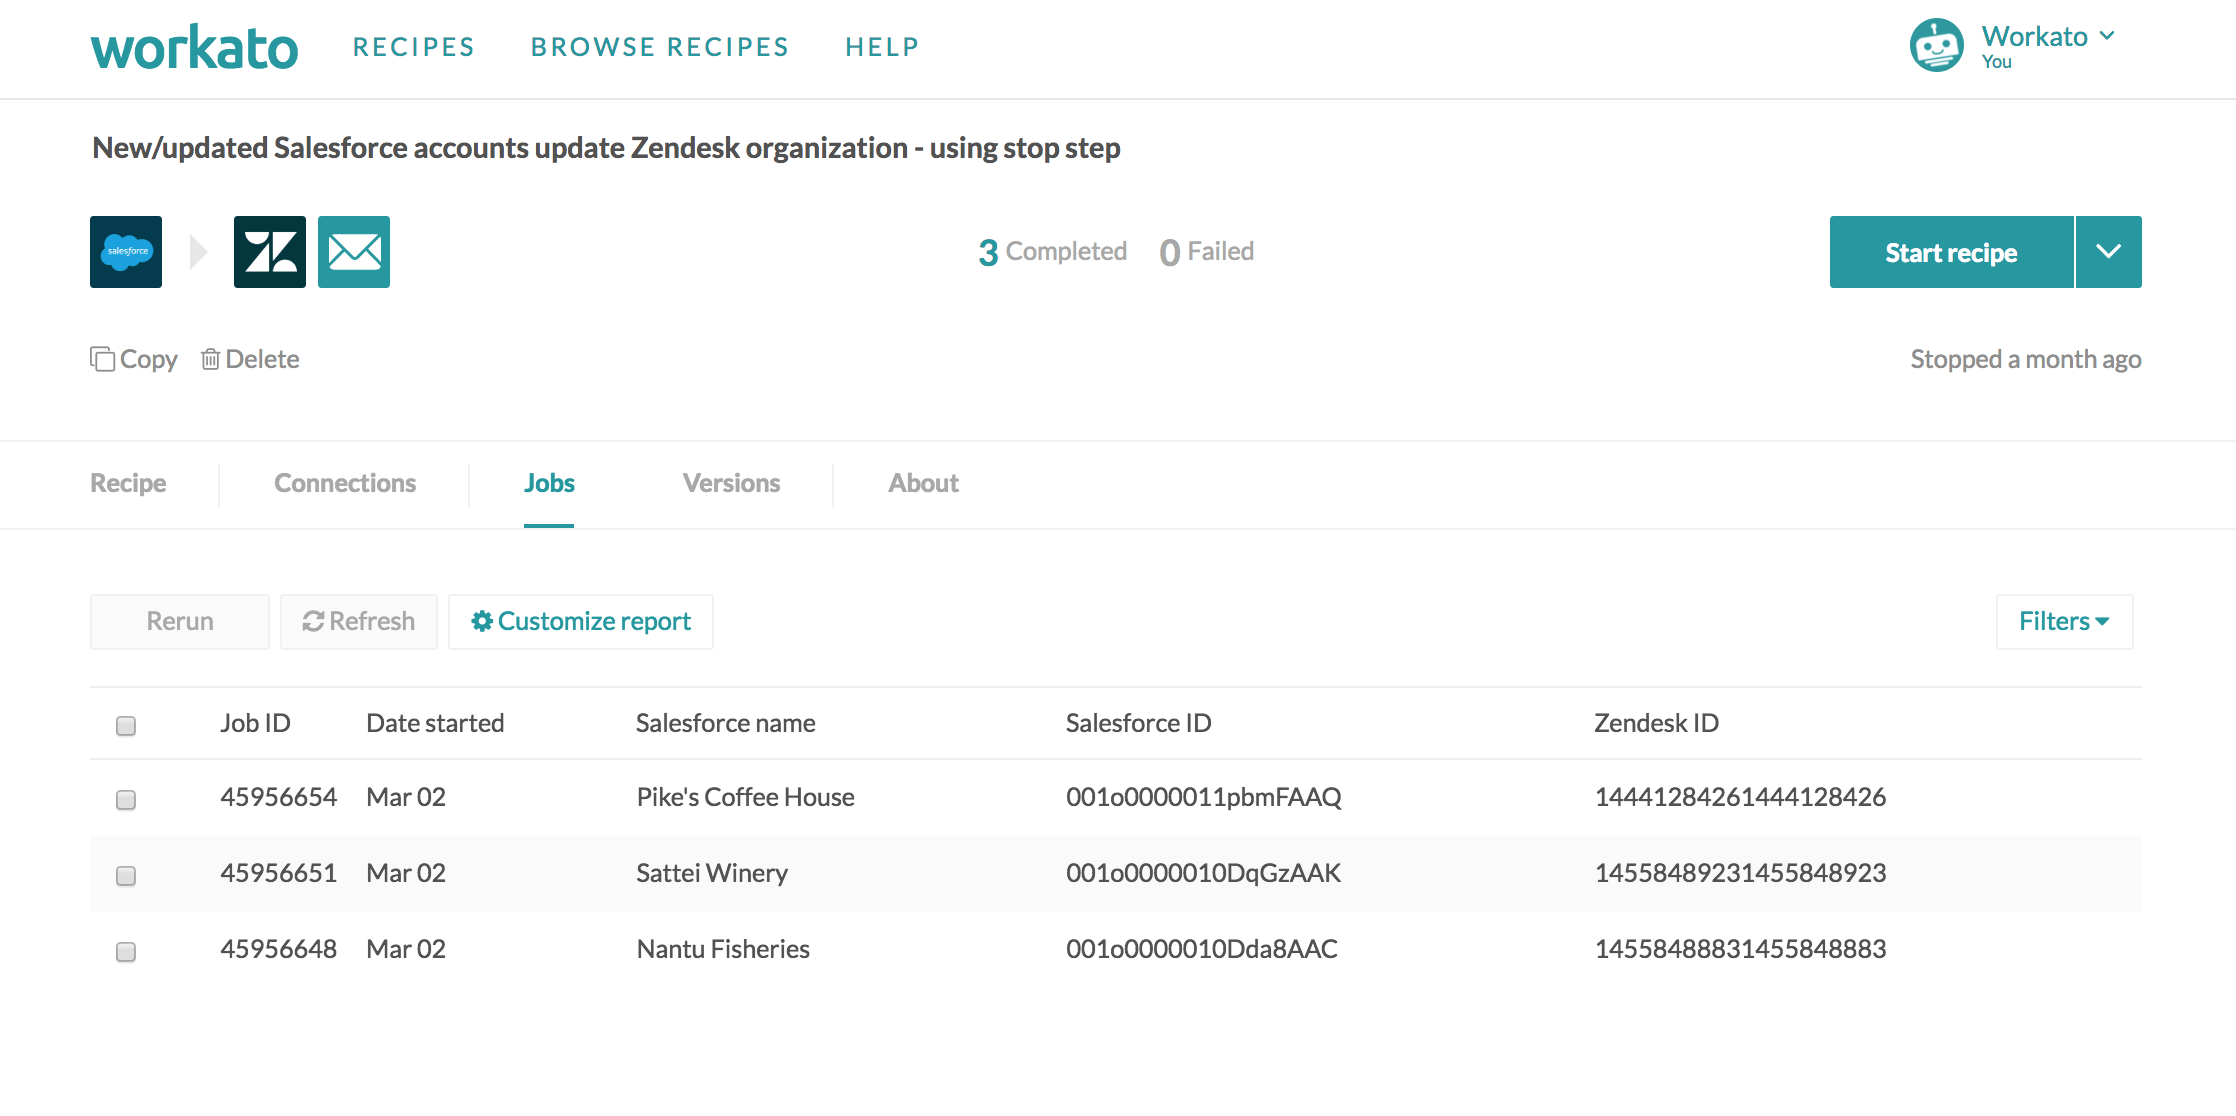 workato RECIPES BROWSE RECIPES HELP Workato
You
New/updated Salesforce accounts update Zendesk organization - using stop step
salesforce
3 Completed 0 Failed
Start recipe
Copy Delete
Stopped a month ago
Recipe Connections Jobs Versions About
Rerun Refresh Customize report Filters
Job ID Date started Salesforce name Salesforce ID Zendesk ID
45956654 Mar 02 Pike's Coffee House 001o0000011pbmFAAQ 14441284261444128426
45956651 Mar 02 Sattei Winery 001o0000010DqGzAAK 14558489231455848923
45956648 Mar 02 Nantu Fisheries 001o0000010Dda8AAC 14558488831455848883